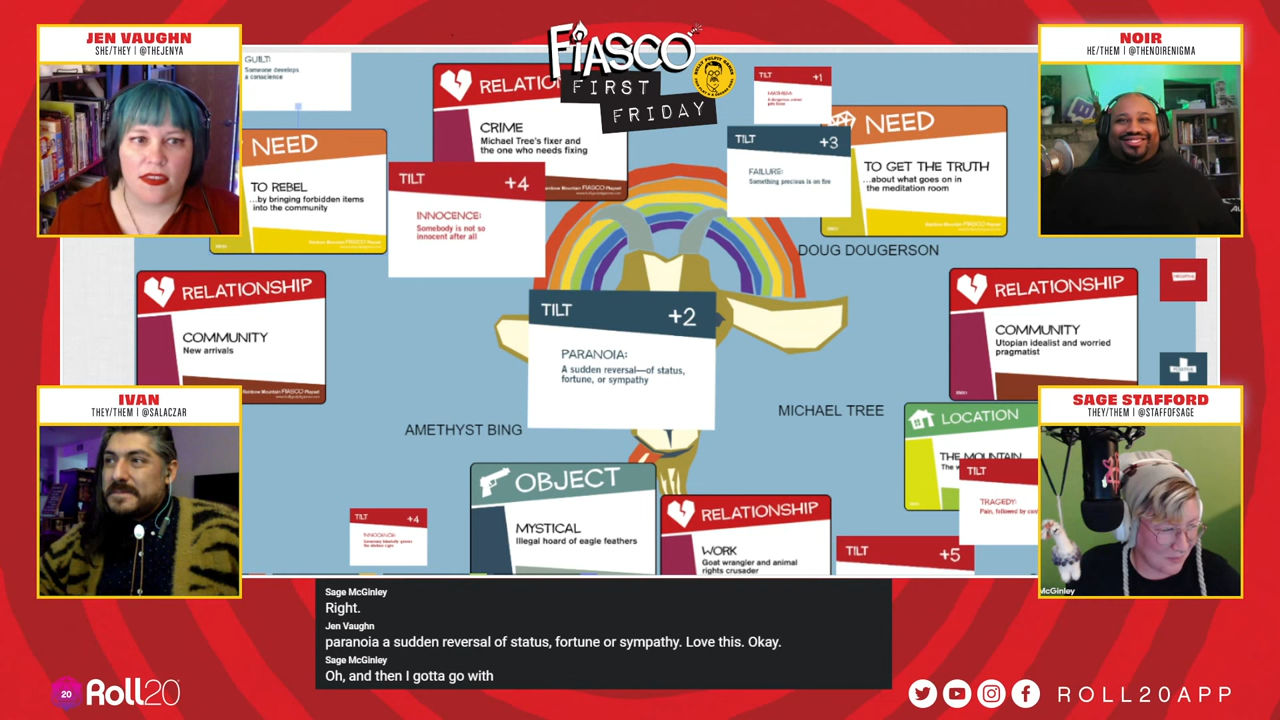 JEN VAUGHN
SHE/THEY | @THEJENYA
FiASCO
FIRST
FRIDAY
NOIR
HE/THEM | @THENOIRENIGMA
GUILT:
Someone develops
a conscience
RELATIO
CRIME
Michael Tree's fixer and
the one who needs fixing
TILT +1
TILT +3
FAILURE:
Something precious is on fire
NEED
TO GET THE TRUTH
...about what goes on in
the meditation room
NEED
TO REBEL
...by bringing forbidden items
into the community
TILT +4
INNOCENCE:
Somebody is not so
innocent after all
DOUG DOUGERSON
RELATIONSHIP
COMMUNITY
New arrivals
TILT +2
PARANOIA:
A sudden reversal—of status,
fortune, or sympathy
RELATIONSHIP
COMMUNITY
Utopian idealist and worried
pragmatist
IVAN
THEY/THEM | @SALACZAR
AMETHYST BING
MICHAEL TREE
SAGE STAFFORD
THEY/THEM | @STAFFOFSAGE
LOCATION
THE MOUNTAIN
TILT
TRAGEDY:
Pain, followed by
OBJECT
MYSTICAL
Illegal hoard of eagle feathers
RELATIONSHIP
WORK
Goat wrangler and animal
rights crusader
TILT +4
TILT +5
McGinley
Sage McGinley
Right.
Jen Vaughn
paranoia a sudden reversal of status, fortune or sympathy. Love this. Okay.
Sage McGinley
Oh, and then I gotta go with
20 Roll20
ROLL20APP